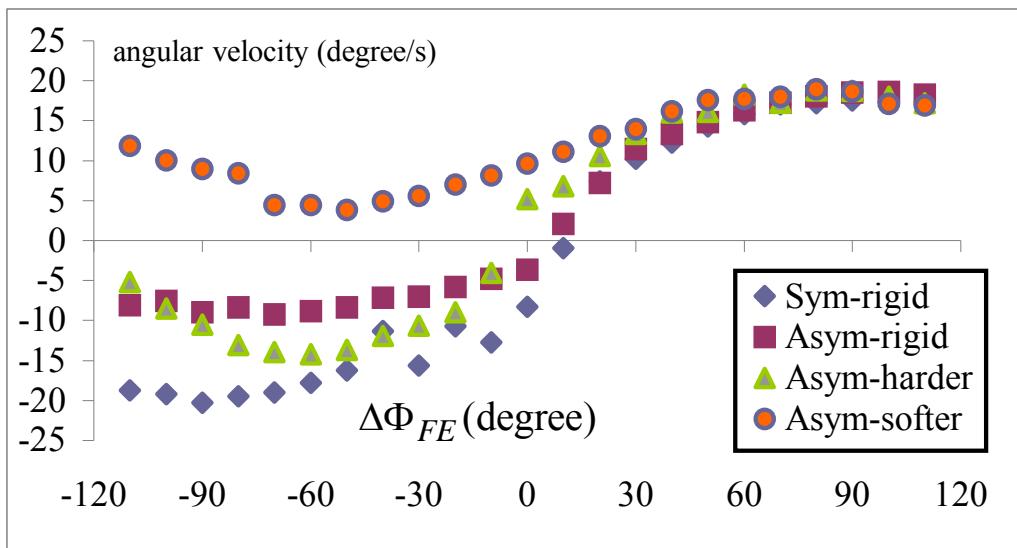 angular velocity (degree/s)
25
20
15
10
5
0
-5
-10
-15
-20
-25
ΔΦFE (degree)
Sym-rigid
Asym-rigid
Asym-harder
Asym-softer
-120 -90 -60 -30 0 30 60 90 120